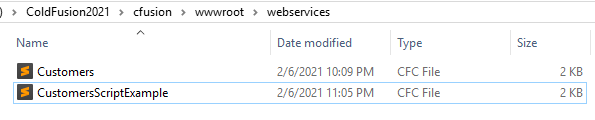 ) > ColdFusion2021 > cfusion > wwwroot > webservices
Name Date modified Type Size
Customers 2/6/2021 10:09 PM CFC File 2 KB
CustomersScriptExample 2/6/2021 11:05 PM CFC File 2 KB